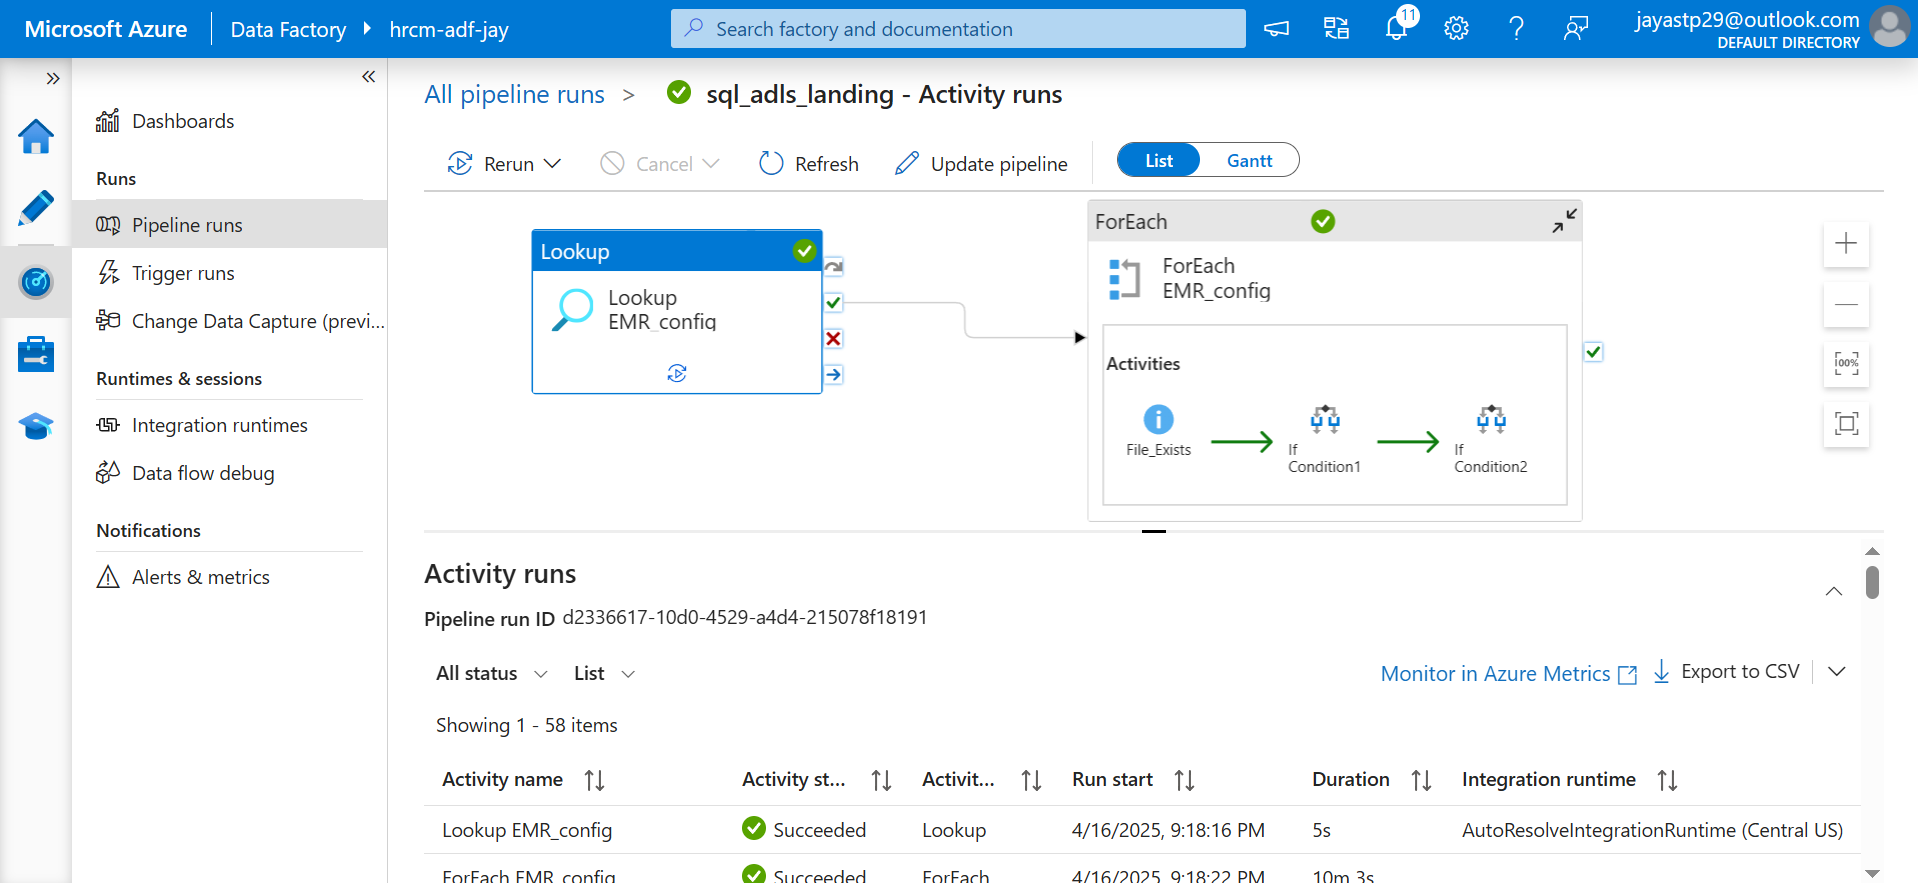 Microsoft Azure
Data Factory
hrcm-adf-jay
Search factory and documentation
11
jayastp29@outlook.com
DEFAULT DIRECTORY
Dashboards
Runs
Pipeline runs
Trigger runs
Change Data Capture (previ...
Runtimes & sessions
Integration runtimes
Data flow debug
Notifications
Alerts & metrics
All pipeline runs > sql_adls_landing - Activity runs
Rerun
Cancel
Refresh
Update pipeline
List
Gantt
Lookup
Lookup
EMR_config
ForEach
ForEach
EMR_config
Activities
File_Exists
If
Condition1
If
Condition2
100%
Activity runs
Pipeline run ID d2336617-10d0-4529-a4d4-215078f18191
All status
List
Monitor in Azure Metrics
Export to CSV
Showing 1 - 58 items
Activity name Activity st... Activit... Run start Duration Integration runtime
Lookup EMR_config Succeeded Lookup 4/16/2025, 9:18:16 PM 5s AutoResolveIntegrationRuntime (Central US)
ForEach EMR_config Succeeded ForEach 4/16/2025, 9:18:22 PM 10m 3s